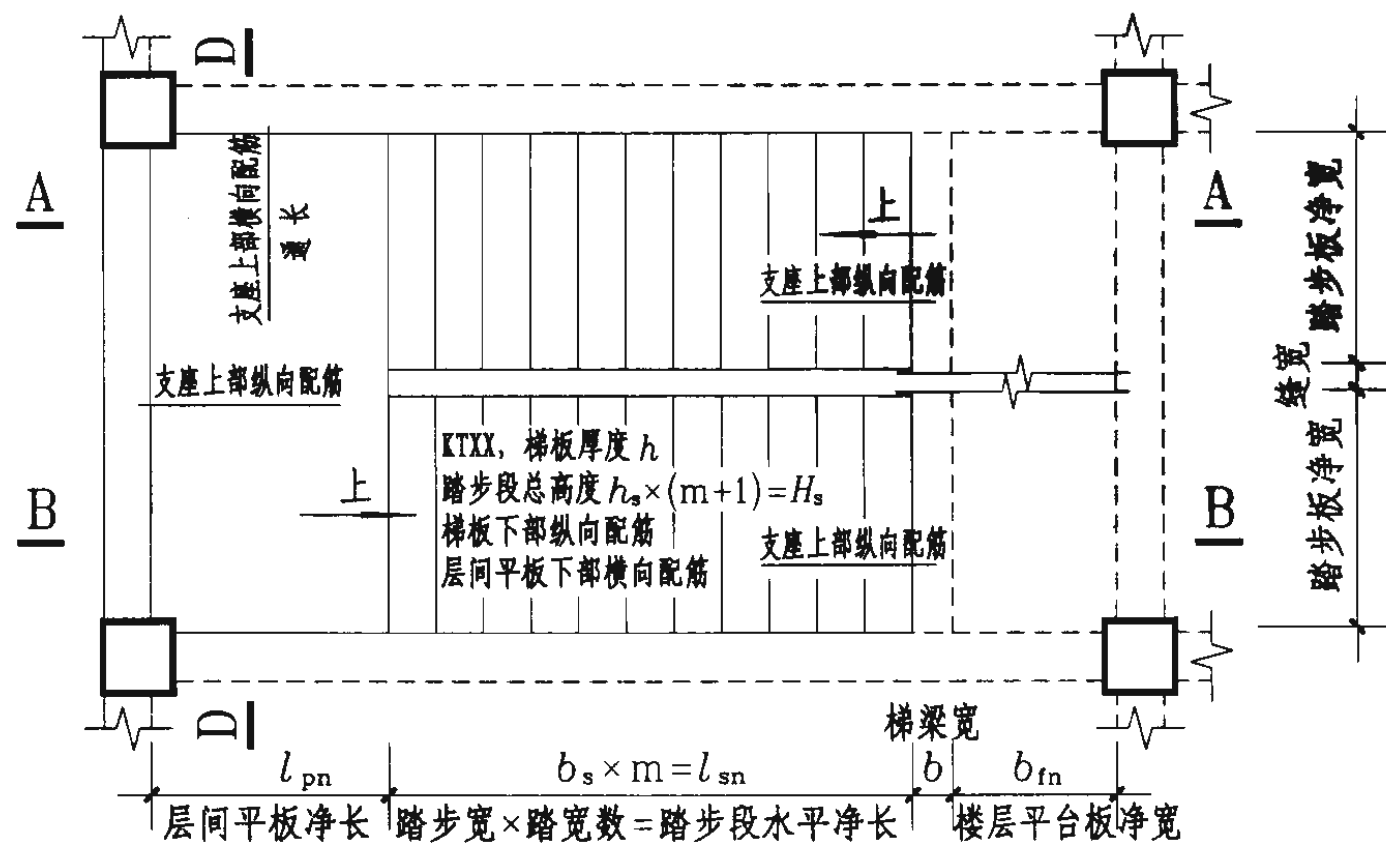 D
A
支座上部横向配筋
通长
上
支座上部纵向配筋
A
踏步板净宽
支座上部纵向配筋
缝宽
KTXX, 梯板厚度 h
踏步段总高度 hs×(m+1)=Hs
梯板下部纵向配筋
层间平板下部横向配筋
B
上
支座上部纵向配筋
B
踏步板净宽
D
梯梁宽
lpn
bs×m=lsn
b
bfn
层间平板净长
踏步宽×踏宽数=踏步段水平净长
楼层平台板净宽